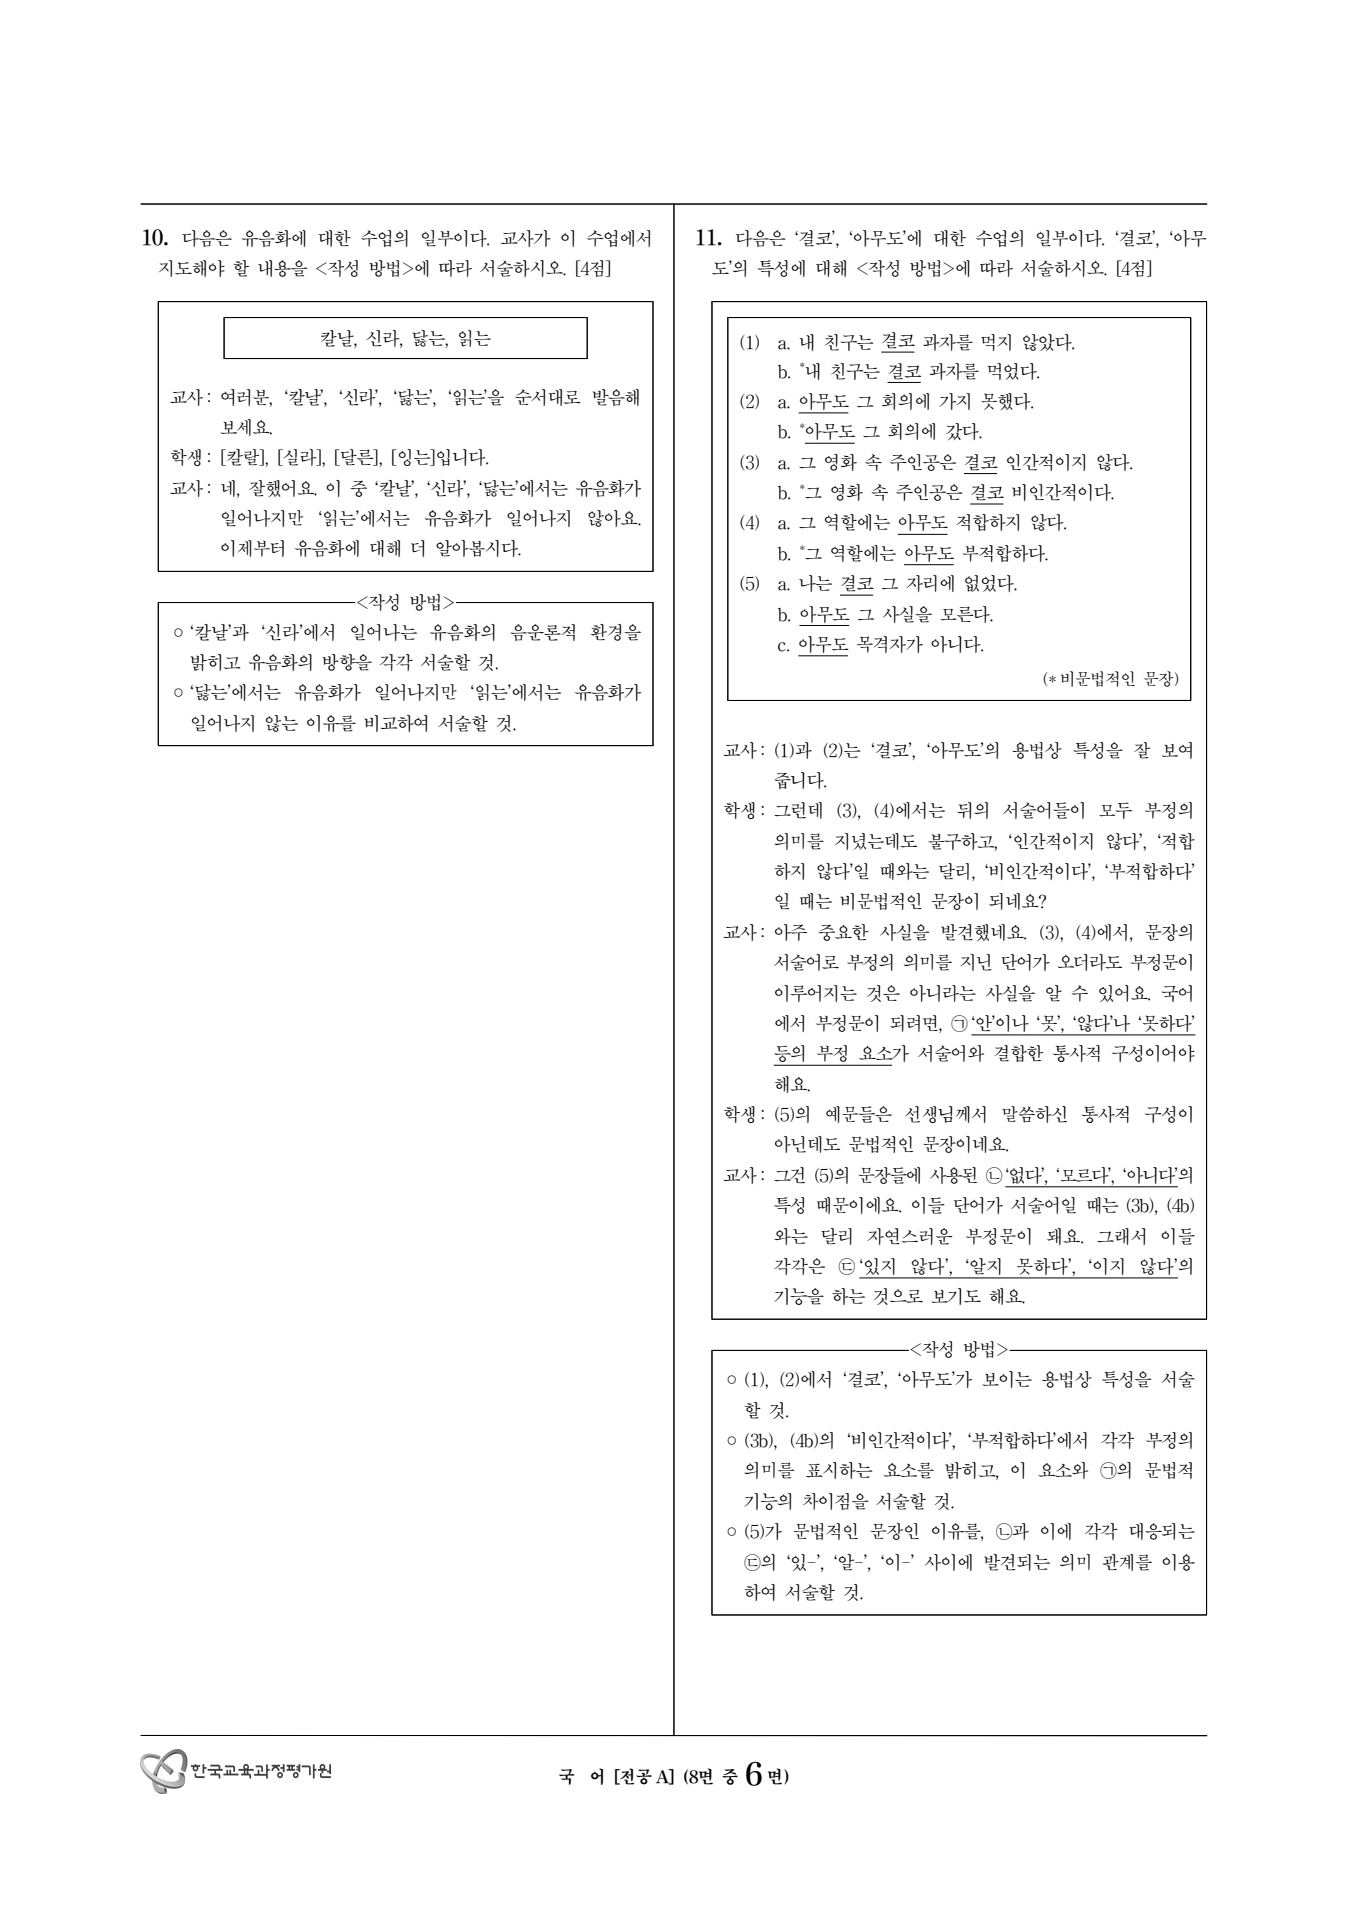 10. 다음은 유음화에 대한 수업의 일부이다. 교사가 이 수업에서
지도해야 할 내용을 <작성 방법>에 따라 서술하시오. [4점]
칼날, 신라, 닳는, 읽는
교사 : 여러분, ‘칼날’, ‘신라’, ‘닳는’, ‘읽는’을 순서대로 발음해
보세요.
학생 : [칼랄], [실라], [달른], [잉는]입니다.
교사 : 네, 잘했어요. 이 중 ‘칼날’, ‘신라’, ‘닳는’에서는 유음화가
일어나지만 ‘읽는’에서는 유음화가 일어나지 않아요.
이제부터 유음화에 대해 더 알아봅시다.
<작성 방법>
○ ‘칼날’과 ‘신라’에서 일어나는 유음화의 음운론적 환경을
밝히고 유음화의 방향을 각각 서술할 것.
○ ‘닳는’에서는 유음화가 일어나지만 ‘읽는’에서는 유음화가
일어나지 않는 이유를 비교하여 서술할 것.
11. 다음은 ‘결코’, ‘아무도’에 대한 수업의 일부이다. ‘결코’, ‘아무
도’의 특성에 대해 <작성 방법>에 따라 서술하시오. [4점]
(1) a. 내 친구는 결코 과자를 먹지 않았다.
b. *내 친구는 결코 과자를 먹었다.
(2) a. 아무도 그 회의에 가지 못했다.
b. *아무도 그 회의에 갔다.
(3) a. 그 영화 속 주인공은 결코 인간적이지 않다.
b. *그 영화 속 주인공은 결코 비인간적이다.
(4) a. 그 역할에는 아무도 적합하지 않다.
b. *그 역할에는 아무도 부적합하다.
(5) a. 나는 결코 그 자리에 없었다.
b. 아무도 그 사실을 모른다.
c. 아무도 목격자가 아니다.
(* 비문법적인 문장)
교사 : (1)과 (2)는 ‘결코’, ‘아무도’의 용법상 특성을 잘 보여
줍니다.
학생 : 그런데 (3), (4)에서는 뒤의 서술어들이 모두 부정의
의미를 지녔는데도 불구하고, ‘인간적이지 않다’, ‘적합
하지 않다’일 때와는 달리, ‘비인간적이다’, ‘부적합하다’
일 때는 비문법적인 문장이 되네요?
교사 : 아주 중요한 사실을 발견했네요. (3), (4)에서, 문장의
서술어로 부정의 의미를 지닌 단어가 오더라도 부정문이
이루어지는 것은 아니라는 사실을 알 수 있어요. 국어
에서 부정문이 되려면, ㉠‘안’이나 ‘못’, ‘않다’나 ‘못하다’
등의 부정 요소가 서술어와 결합한 통사적 구성이어야
해요.
학생 : (5)의 예문들은 선생님께서 말씀하신 통사적 구성이
아닌데도 문법적인 문장이네요.
교사 : 그건 (5)의 문장들에 사용된 ㉡‘없다’, ‘모르다’, ‘아니다’의
특성 때문이에요. 이들 단어가 서술어일 때는 (3b), (4b)
와는 달리 자연스러운 부정문이 돼요. 그래서 이들
각각은 ㉢‘있지 않다’, ‘알지 못하다’, ‘이지 않다’의
기능을 하는 것으로 보기도 해요.
<작성 방법>
○ (1), (2)에서 ‘결코’, ‘아무도’가 보이는 용법상 특성을 서술
할 것.
○ (3b), (4b)의 ‘비인간적이다’, ‘부적합하다’에서 각각 부정의
의미를 표시하는 요소를 밝히고, 이 요소와 ㉠의 문법적
기능의 차이점을 서술할 것.
○ (5)가 문법적인 문장인 이유를, ㉡과 이에 각각 대응되는
㉢의 ‘있-’, ‘알-’, ‘이-’ 사이에 발견되는 의미 관계를 이용
하여 서술할 것.
한국교육과정평가원
국 어 [전공 A] (8면 중 6 면)